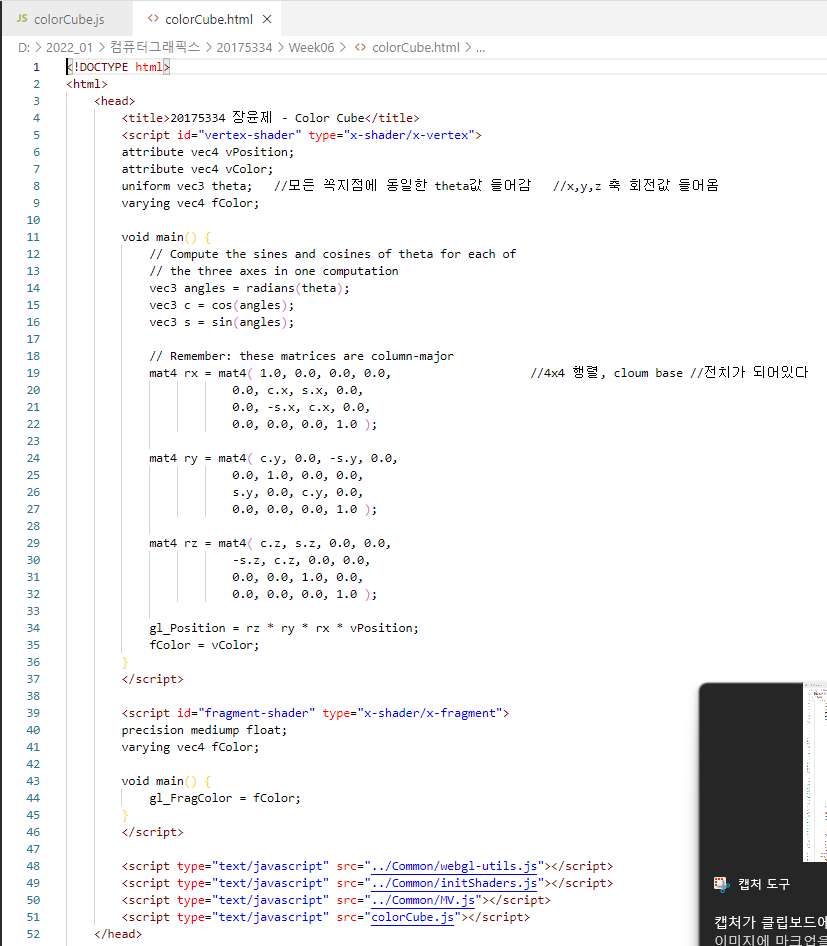 JS colorCube.js <> colorCube.html ×
D: > 2022_01 > 컴퓨터그래픽스 > 20175334 > Week06 > <> colorCube.html > ...
1 <!DOCTYPE html>
2 <html>
3 <head>
4 <title>20175334 장윤제 - Color Cube</title>
5 <script id="vertex-shader" type="x-shader/x-vertex">
6 attribute vec4 vPosition;
7 attribute vec4 vColor;
8 uniform vec3 theta; //모든 꼭지점에 동일한 theta값 들어감 //x,y,z 축 회전값 들어옴
9 varying vec4 fColor;
10
11 void main() {
12 // Compute the sines and cosines of theta for each of
13 // the three axes in one computation
14 vec3 angles = radians(theta);
15 vec3 c = cos(angles);
16 vec3 s = sin(angles);
17
18 // Remember: these matrices are column-major
19 mat4 rx = mat4( 1.0, 0.0, 0.0, 0.0, //4x4 행렬, cloum base //전치가 되어있다
20 0.0, c.x, s.x, 0.0,
21 0.0, -s.x, c.x, 0.0,
22 0.0, 0.0, 0.0, 1.0 );
23
24 mat4 ry = mat4( c.y, 0.0, -s.y, 0.0,
25 0.0, 1.0, 0.0, 0.0,
26 s.y, 0.0, c.y, 0.0,
27 0.0, 0.0, 0.0, 1.0 );
28
29 mat4 rz = mat4( c.z, s.z, 0.0, 0.0,
30 -s.z, c.z, 0.0, 0.0,
31 0.0, 0.0, 1.0, 0.0,
32 0.0, 0.0, 0.0, 1.0 );
33
34 gl_Position = rz * ry * rx * vPosition;
35 fColor = vColor;
36 }
37 </script>
38
39 <script id="fragment-shader" type="x-shader/x-fragment">
40 precision mediump float;
41 varying vec4 fColor;
42
43 void main() {
44 gl_FragColor = fColor;
45 }
46 </script>
47
48 <script type="text/javascript" src="../Common/webgl-utils.js"></script>
49 <script type="text/javascript" src="../Common/initShaders.js"></script>
50 <script type="text/javascript" src="../Common/MV.js"></script>
51 <script type="text/javascript" src="colorCube.js"></script>
52 </head>
캡처 도구
캡처가 클립보드에
이미지에 마크업을